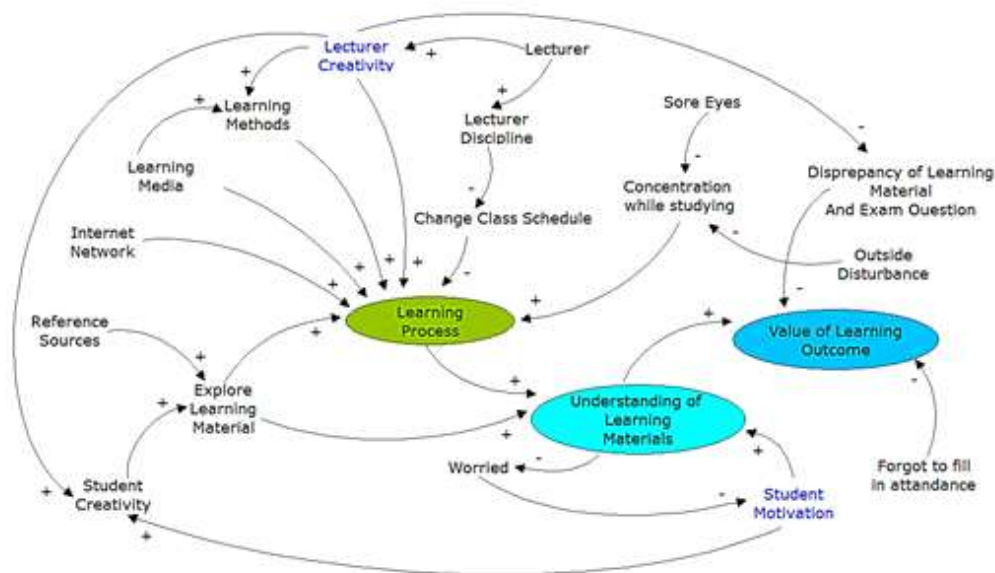 Lecturer
Creativity
Lecturer
+
+
+
+
Learning
Methods
Lecturer
Discipline
Sore Eyes
-
Learning
Media
-
-
Concentration
while studying
Disprepancy of Learning
Material
And Exam Question
Change Class Schedule
Internet
Network
-
Outside
Disturbance
+
+
+
+
-
Learning
Process
+
+
-
+
Value of Learning
Outcome
Reference
Sources
+
+
Explore
Learning
Material
+
+
Understanding of
Learning
Materials
+
-
-
+
Worried
Forgot to fill
in attandance
+
Student
Creativity
+
-
Student
Motivation